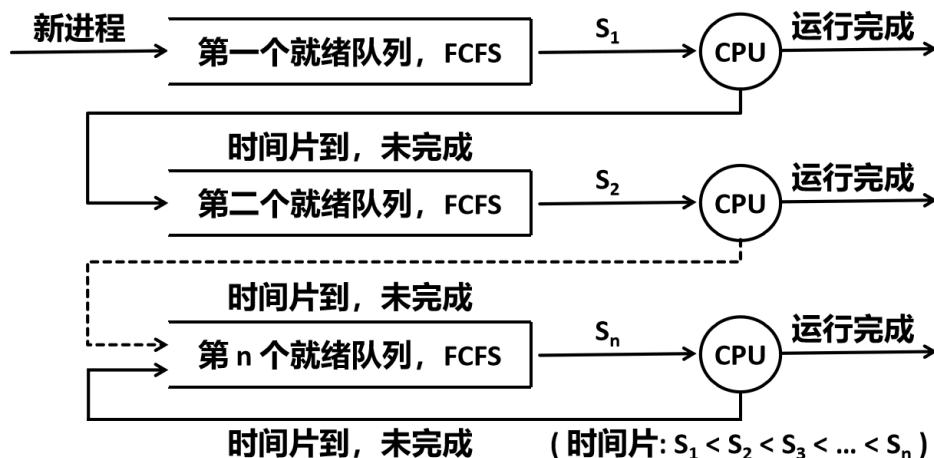 新进程 第一个就绪队列，FCFS S₁ CPU 运行完成
时间片到，未完成
第二个就绪队列，FCFS S₂ CPU 运行完成
时间片到，未完成
第 n 个就绪队列，FCFS Sₙ CPU 运行完成
时间片到，未完成 ( 时间片: S₁ < S₂ < S₃ < ... < Sₙ )